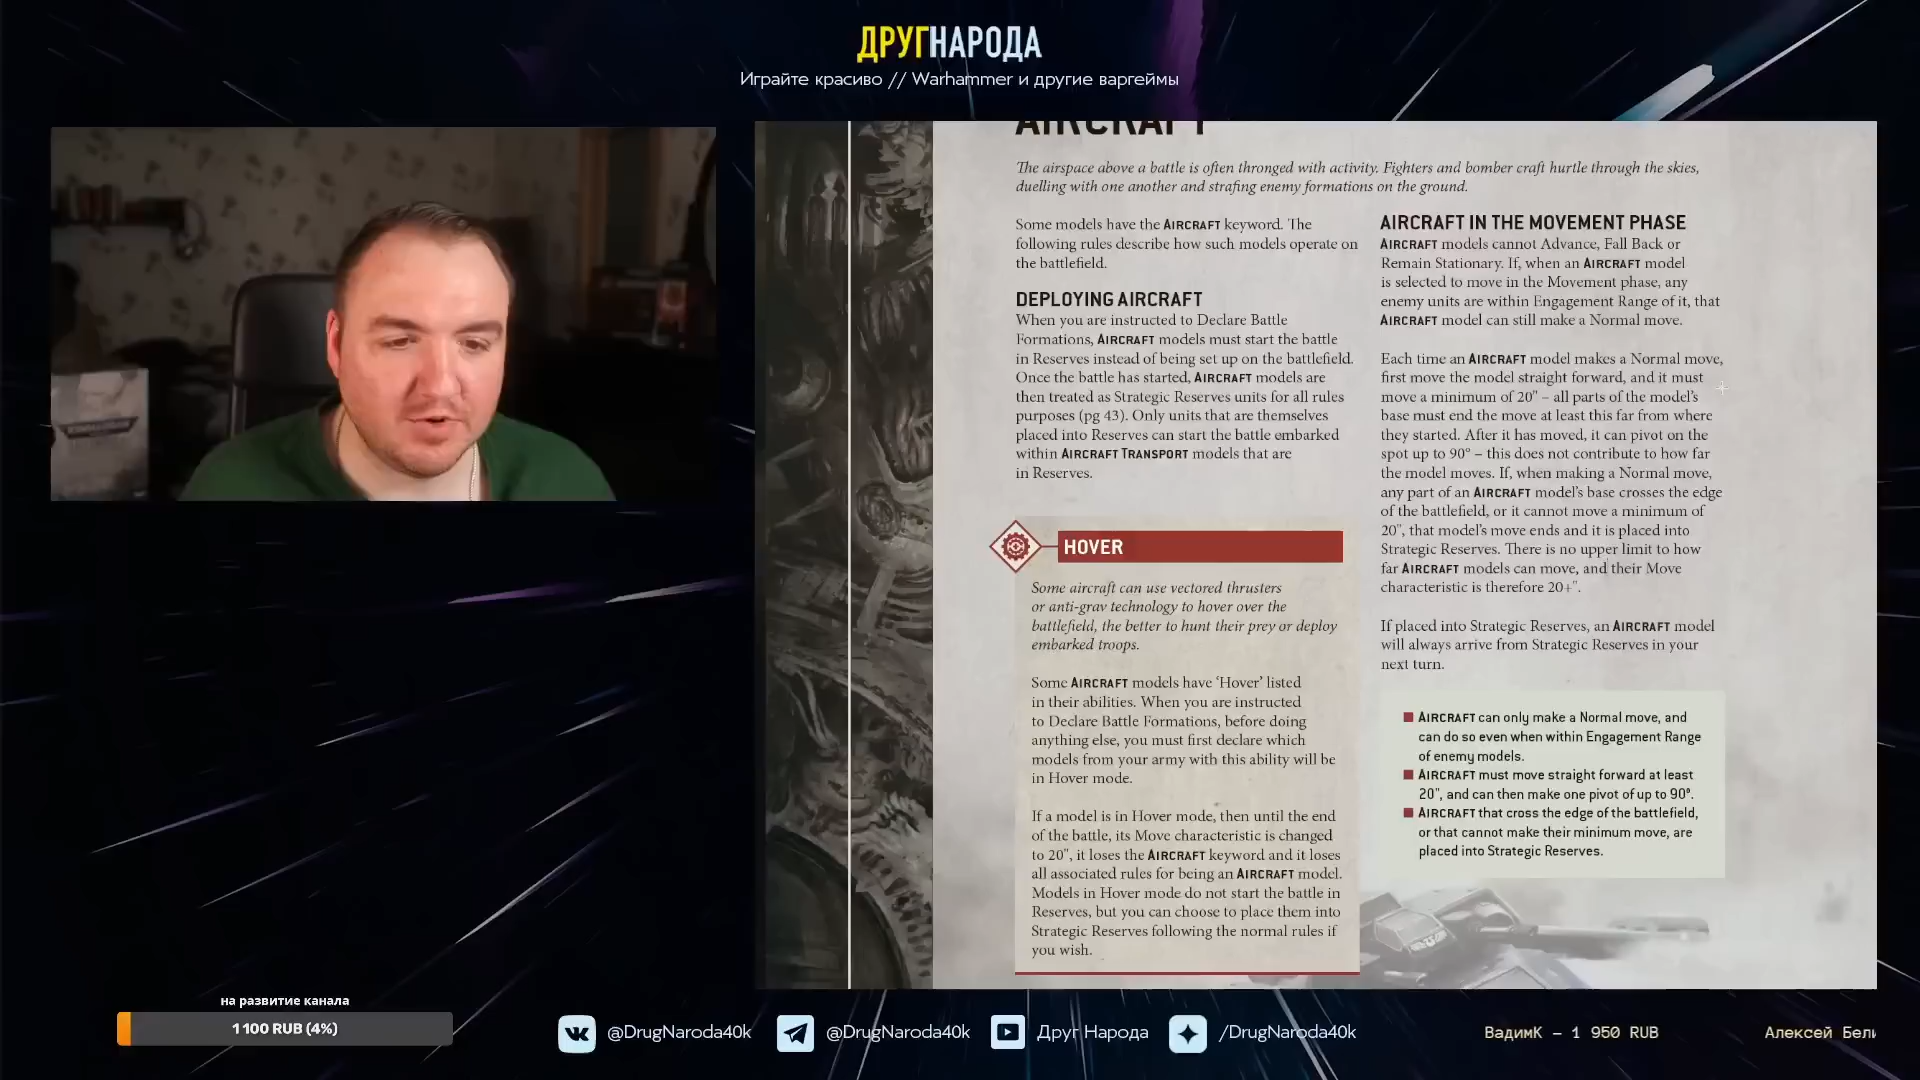 ДРУГНАРОДА
Играйте красиво // Warhammer и другие варгеймы
AIRCRAFT
The airspace above a battle is often thronged with activity. Fighters and bomber craft hurtle through the skies,
duelling with one another and strafing enemy formations on the ground.
Some models have the AIRCRAFT keyword. The
following rules describe how such models operate on
the battlefield.
DEPLOYING AIRCRAFT
When you are instructed to Declare Battle
Formations, AIRCRAFT models must start the battle
in Reserves instead of being set up on the battlefield.
Once the battle has started, AIRCRAFT models are
then treated as Strategic Reserves units for all rules
purposes (pg 43). Only units that are themselves
placed into Reserves can start the battle embarked
within AIRCRAFT TRANSPORT models that are
in Reserves.
HOVER
Some aircraft can use vectored thrusters
or anti-grav technology to hover over the
battlefield, the better to hunt their prey or deploy
embarked troops.
Some AIRCRAFT models have ‘Hover’ listed
in their abilities. When you are instructed
to Declare Battle Formations, before doing
anything else, you must first declare which
models from your army with this ability will be
in Hover mode.
If a model is in Hover mode, then until the end
of the battle, its Move characteristic is changed
to 20", it loses the AIRCRAFT keyword and it loses
all associated rules for being an AIRCRAFT model.
Models in Hover mode do not start the battle in
Reserves, but you can choose to place them into
Strategic Reserves following the normal rules if
you wish.
AIRCRAFT IN THE MOVEMENT PHASE
AIRCRAFT models cannot Advance, Fall Back or
Remain Stationary. If, when an AIRCRAFT model
is selected to move in the Movement phase, any
enemy units are within Engagement Range of it, that
AIRCRAFT model can still make a Normal move.
Each time an AIRCRAFT model makes a Normal move,
first move the model straight forward, and it must
move a minimum of 20" – all parts of the model’s
base must end the move at least this far from where
they started. After it has moved, it can pivot on the
spot up to 90° – this does not contribute to how far
the model moves. If, when making a Normal move,
any part of an AIRCRAFT model’s base crosses the edge
of the battlefield, or it cannot move a minimum of
20", that model’s move ends and it is placed into
Strategic Reserves. There is no upper limit to how
far AIRCRAFT models can move, and their Move
characteristic is therefore 20+".
If placed into Strategic Reserves, an AIRCRAFT model
will always arrive from Strategic Reserves in your
next turn.
AIRCRAFT can only make a Normal move, and
can do so even when within Engagement Range
of enemy models.
AIRCRAFT must move straight forward at least
20", and can then make one pivot of up to 90°.
AIRCRAFT that cross the edge of the battlefield,
or that cannot make their minimum move, are
placed into Strategic Reserves.
на развитие канала
1 100 RUB (4%)
@DrugNaroda40k
@DrugNaroda40k
Друг Народа
/DrugNaroda40k
ВадимК – 1 950 RUB
Алексей Бели